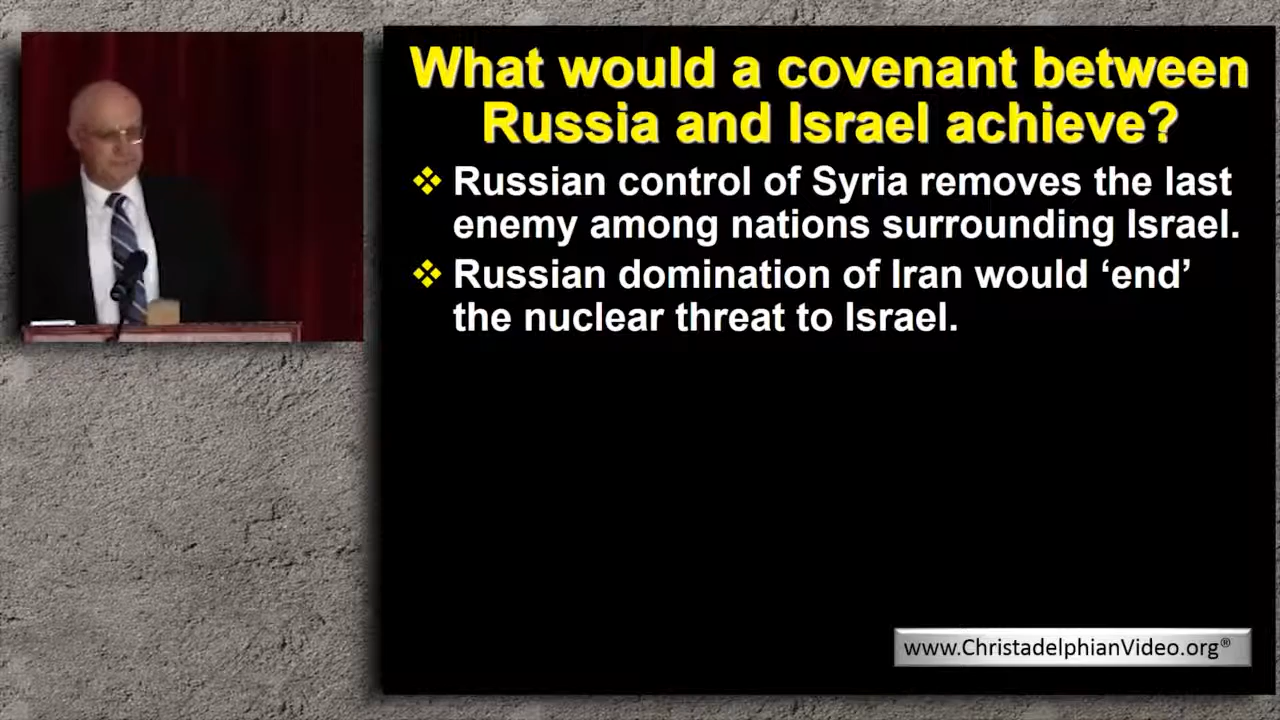 What would a covenant between
Russia and Israel achieve?
❖ Russian control of Syria removes the last
enemy among nations surrounding Israel.
❖ Russian domination of Iran would ‘end’
the nuclear threat to Israel.
www.ChristadelphianVideo.org®